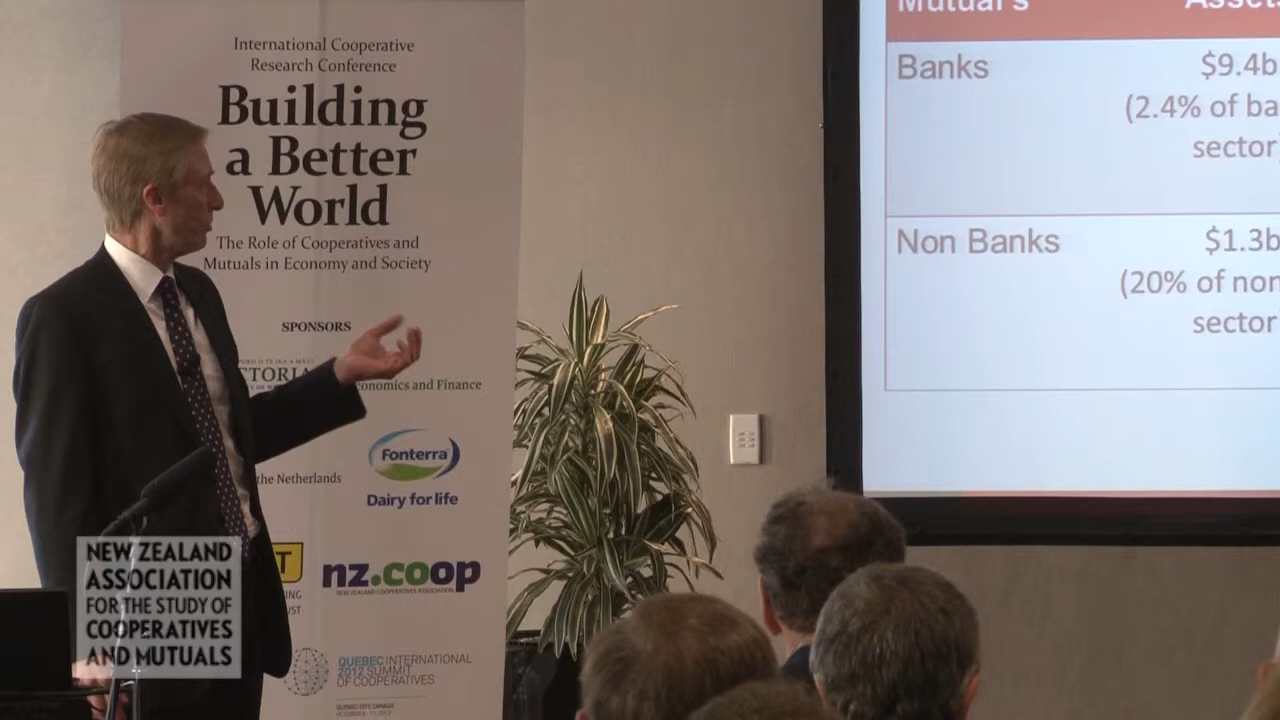 International Cooperative
Research Conference
Building
a Better
World
The Role of Cooperatives and
Mutuals in Economy and Society
SPONSORS
conomics and Finance
the Netherlands
Fonterra
Dairy for life
nz.coop
NEW ZEALAND COOPERATIVES ASSOCIATION
QUEBEC INTERNATIONAL
2012 SUMMIT
OF COOPERATIVES
NEW ZEALAND
ASSOCIATION
FOR THE STUDY OF
COOPERATIVES
AND MUTUALS
Mutual's Assets
Banks $9.4b
(2.4% of ba
sector
Non Banks $1.3b
(20% of non
sector